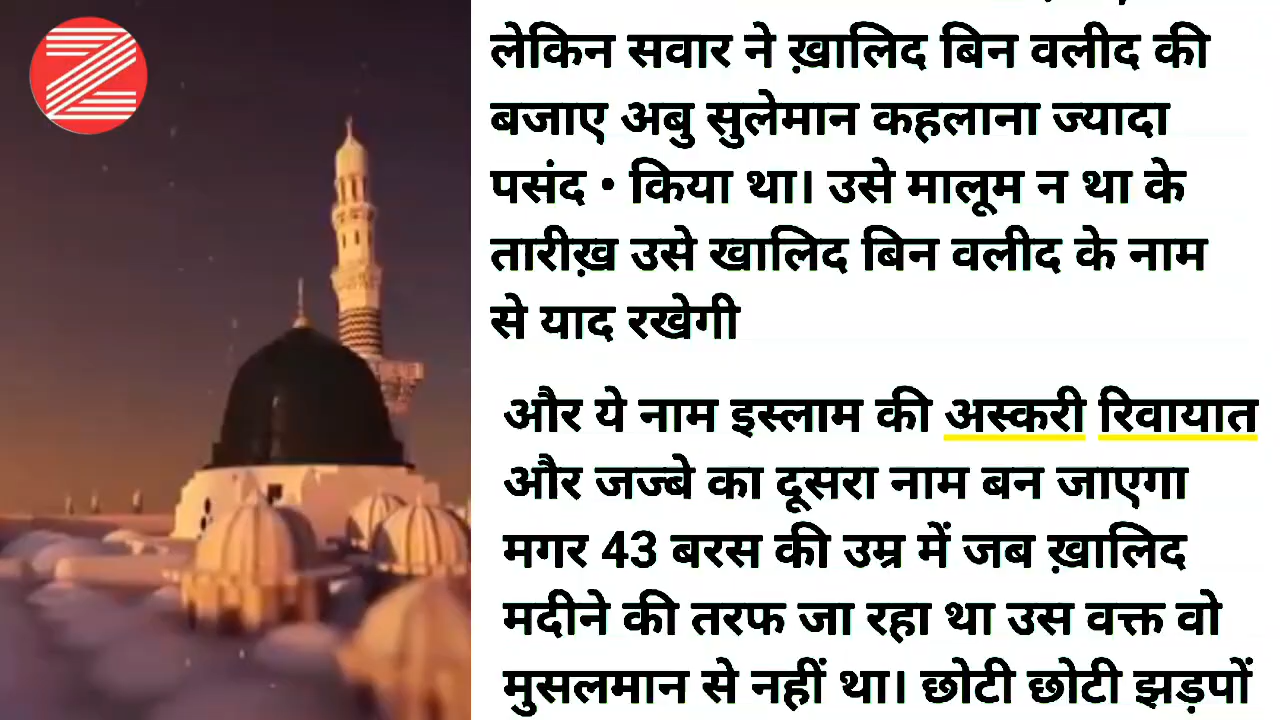 लेकिन सवार ने ख़ालिद बिन वलीद की
बजाए अबु सुलेमान कहलाना ज्यादा
पसंद • किया था। उसे मालूम न था के
तारीख़ उसे खालिद बिन वलीद के नाम
से याद रखेगी
और ये नाम इस्लाम की अस्करी रिवायात
और जज्बे का दूसरा नाम बन जाएगा
मगर 43 बरस की उम्र में जब ख़ालिद
मदीने की तरफ जा रहा था उस वक्त वो
मुसलमान से नहीं था। छोटी छोटी झड़पों